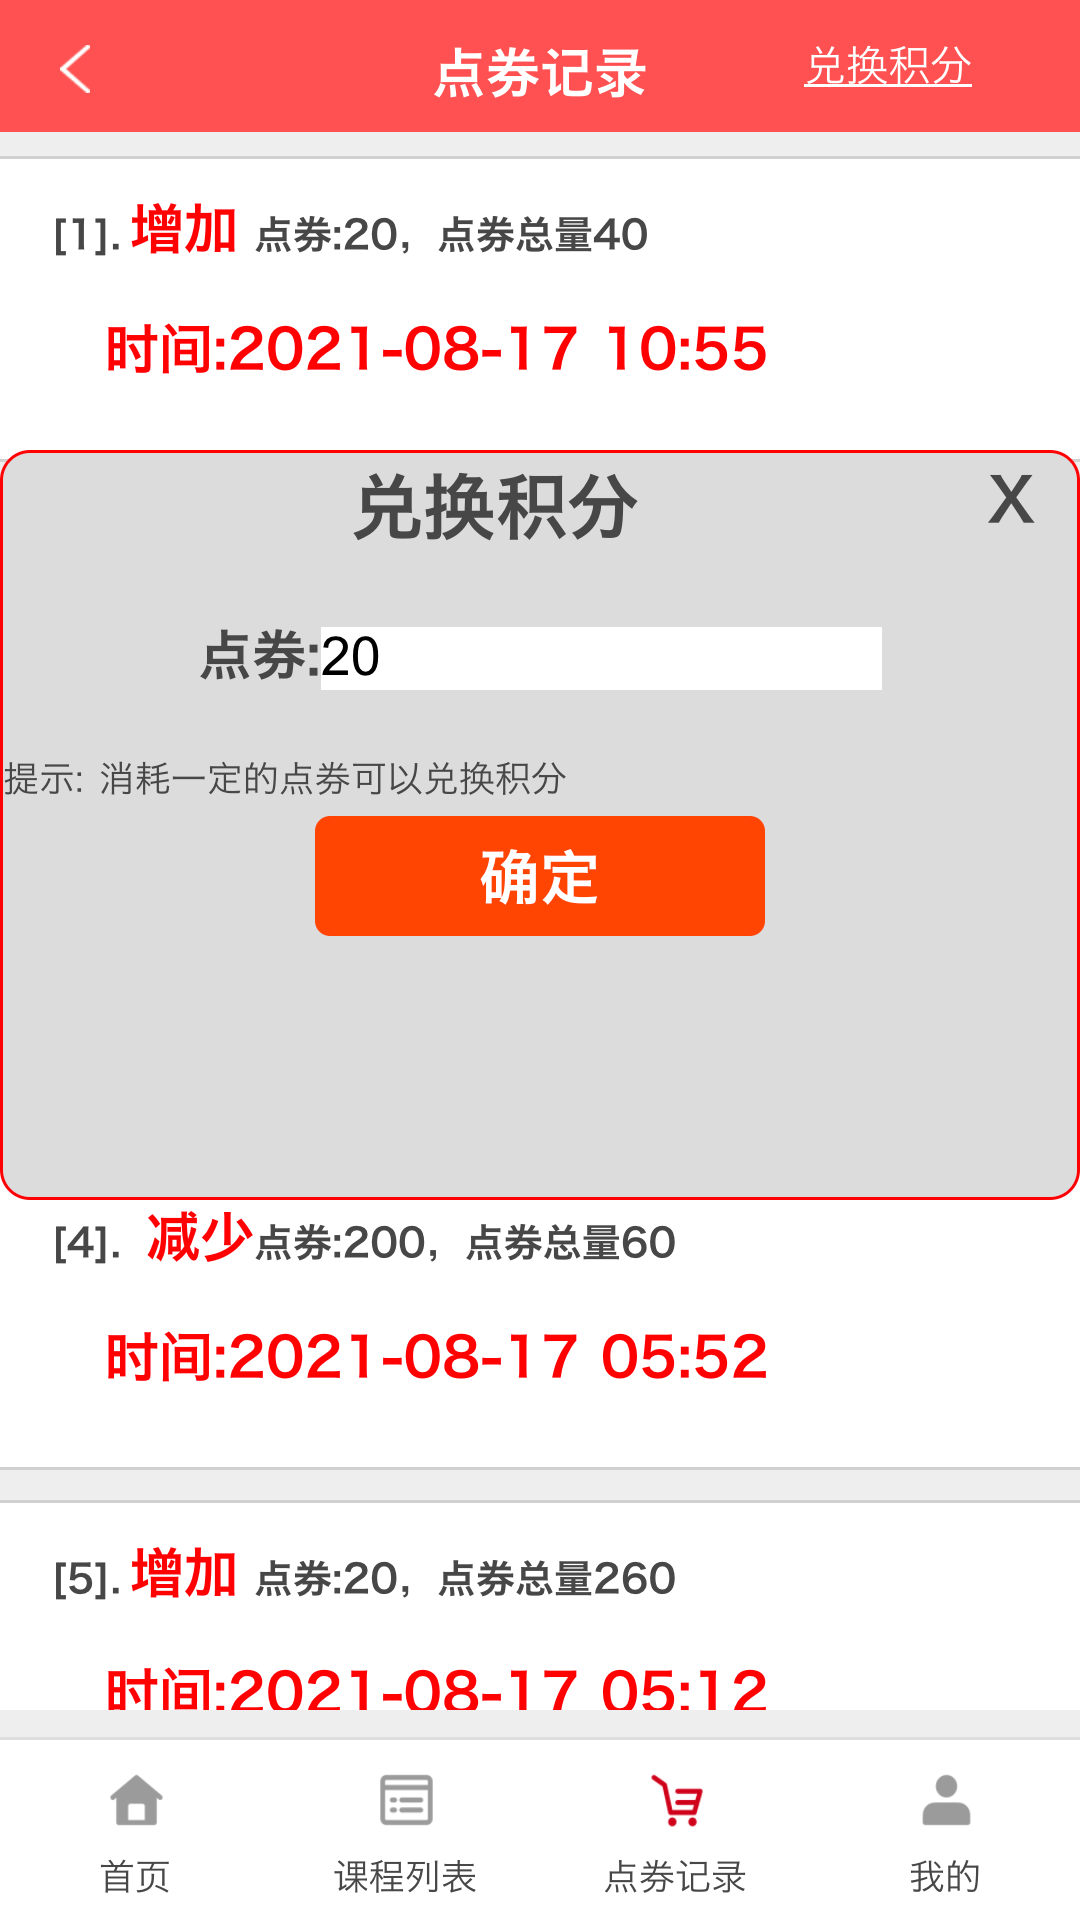 点券记录
兑换积分
[1]. 增加 点券:20，点券总量40
时间:2021-08-17 10:55
兑换积分
X
点券:20
提示: 消耗一定的点券可以兑换积分
确定
[4]. 减少点券:200，点券总量60
时间:2021-08-17 05:52
[5]. 增加 点券:20，点券总量260
时间:2021-08-17 05:12
首页
课程列表
点券记录
我的